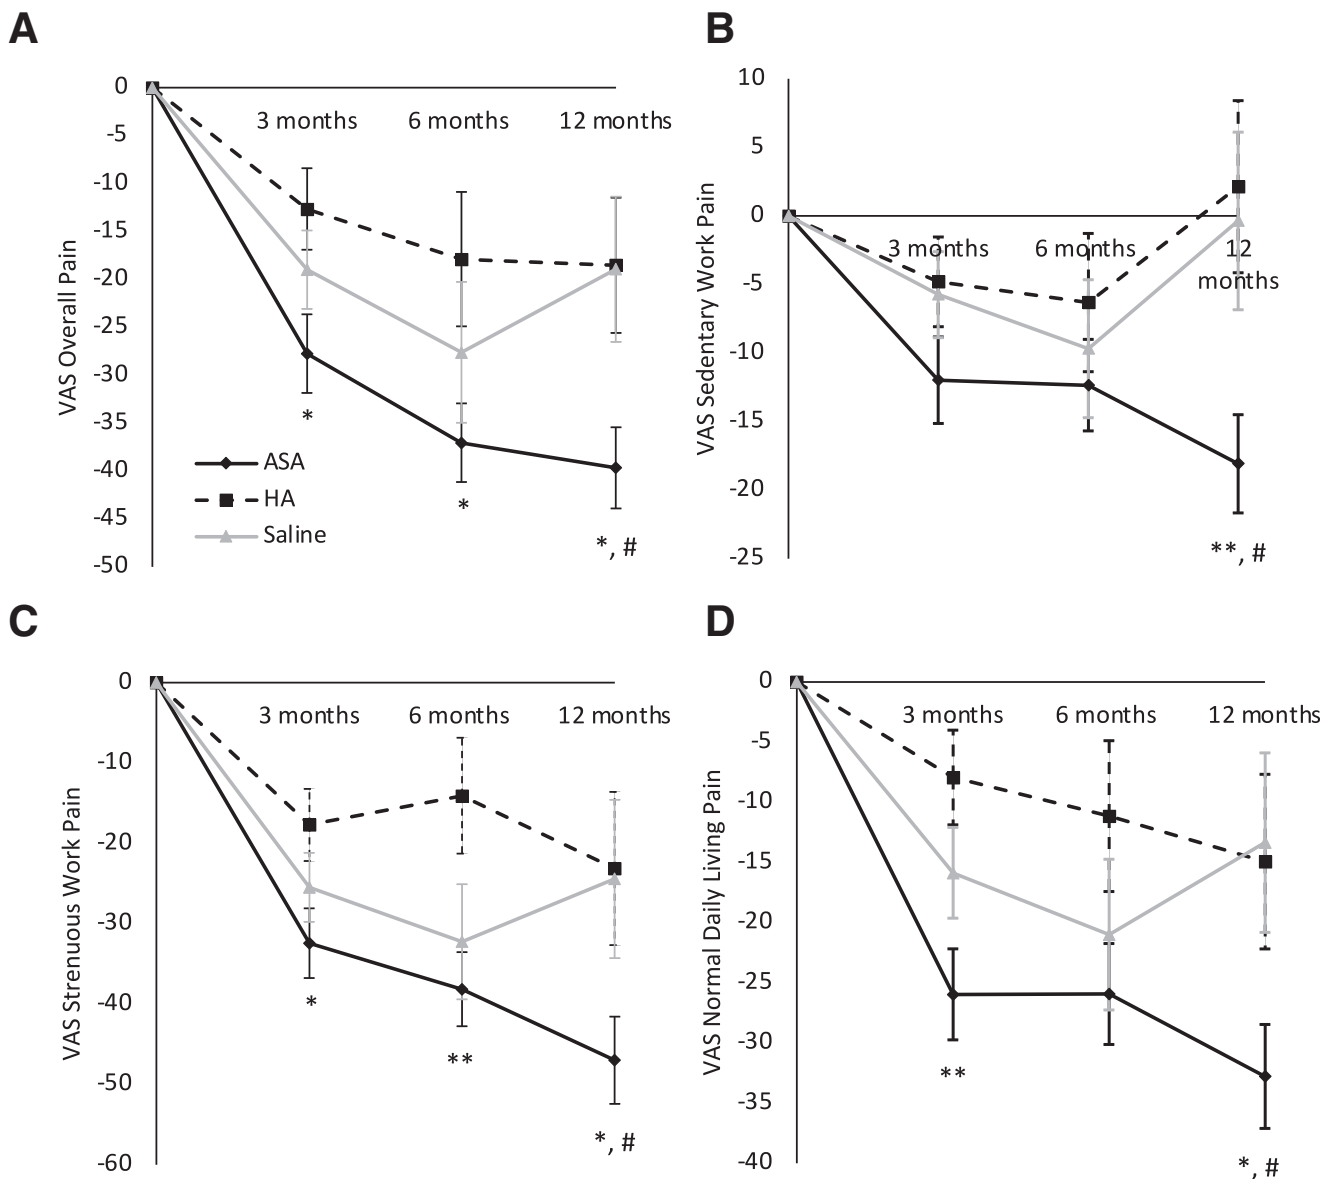 A
0
-5
-10
-15
-20
-25
-30
-35
-40
-45
-50
VAS Overall Pain
3 months 6 months 12 months
*
*
*, #
ASA
HA
Saline
B
10
5
0
-5
-10
-15
-20
-25
VAS Sedentary Work Pain
3 months 6 months 12
months
**, #
C
0
-10
-20
-30
-40
-50
-60
VAS Strenuous Work Pain
3 months 6 months 12 months
*
**
*, #
D
0
-5
-10
-15
-20
-25
-30
-35
-40
VAS Normal Daily Living Pain
3 months 6 months 12 months
**
*, #